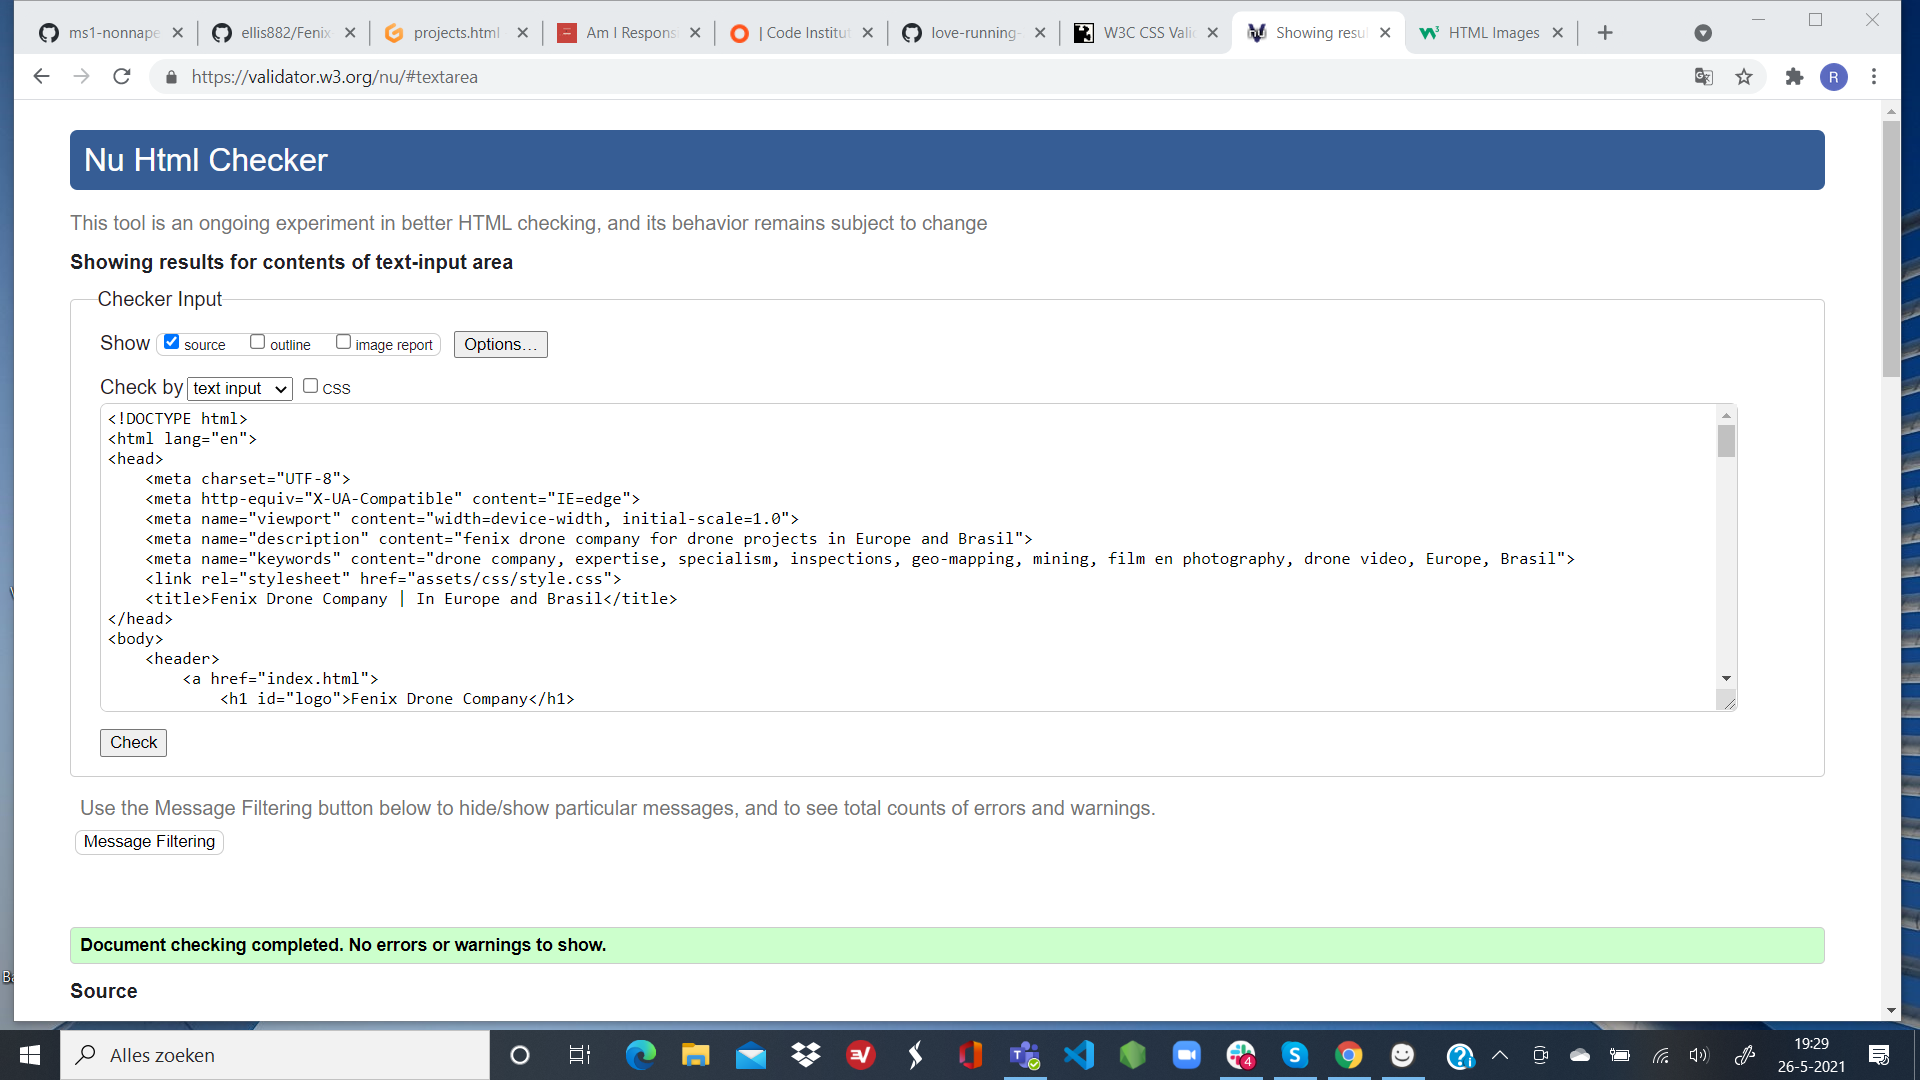 ms1-nonnape
ellis882/Fenix
projects.html
Am I Respons
| Code Institut
love-running-
W3C CSS Valid
Showing resul
HTML Images
https://validator.w3.org/nu/#textarea
R
Nu Html Checker
This tool is an ongoing experiment in better HTML checking, and its behavior remains subject to change
Showing results for contents of text-input area
Checker Input
Show source outline image report Options...
Check by text input CSS
<!DOCTYPE html>
<html lang="en">
<head>
    <meta charset="UTF-8">
    <meta http-equiv="X-UA-Compatible" content="IE=edge">
    <meta name="viewport" content="width=device-width, initial-scale=1.0">
    <meta name="description" content="fenix drone company for drone projects in Europe and Brasil">
    <meta name="keywords" content="drone company, expertise, specialism, inspections, geo-mapping, mining, film en photography, drone video, Europe, Brasil">
    <link rel="stylesheet" href="assets/css/style.css">
    <title>Fenix Drone Company | In Europe and Brasil</title>
</head>
<body>
    <header>
        <a href="index.html">
            <h1 id="logo">Fenix Drone Company</h1>
Check
Use the Message Filtering button below to hide/show particular messages, and to see total counts of errors and warnings.
Message Filtering
Document checking completed. No errors or warnings to show.
Source
Alles zoeken
4
19:29
26-5-2021